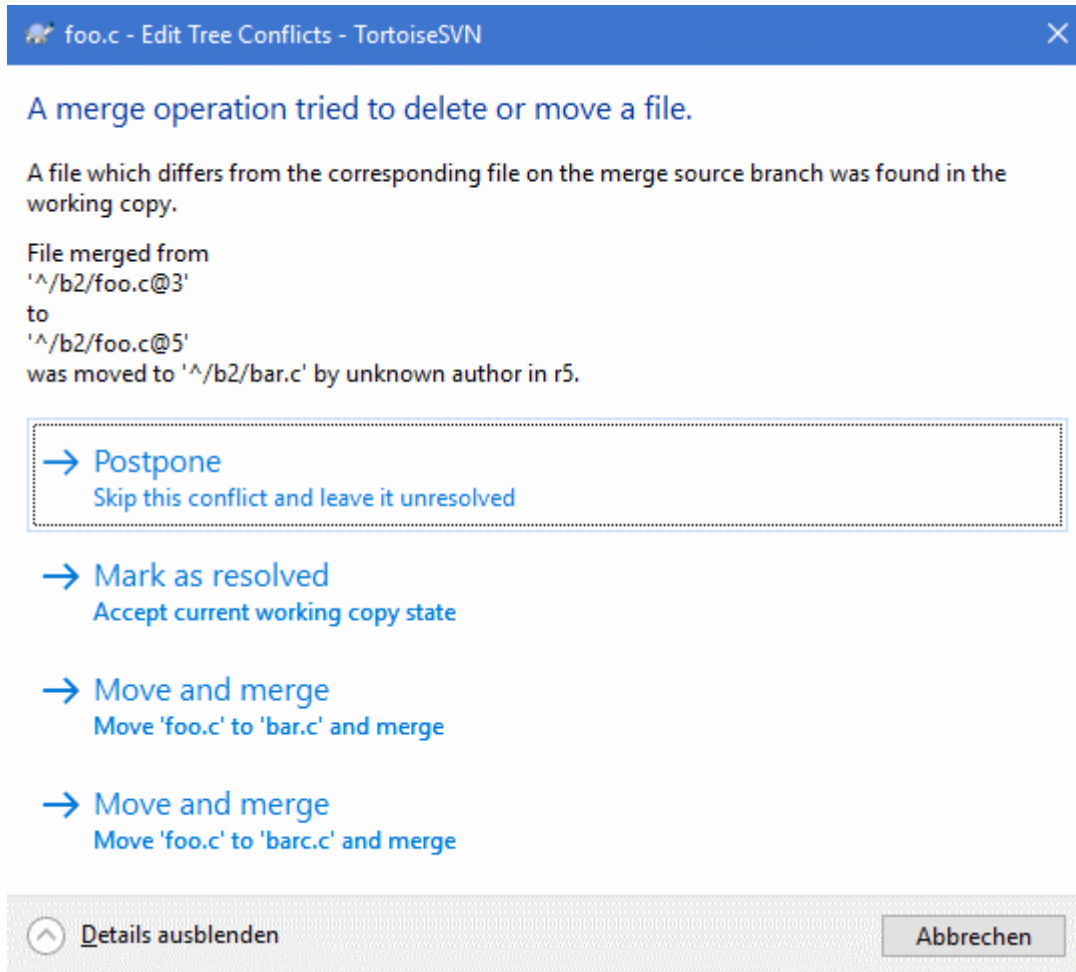 foo.c - Edit Tree Conflicts - TortoiseSVN
A merge operation tried to delete or move a file.
A file which differs from the corresponding file on the merge source branch was found in the
working copy.
File merged from
'^/b2/foo.c@3'
to
'^/b2/foo.c@5'
was moved to '^/b2/bar.c' by unknown author in r5.
Postpone
Skip this conflict and leave it unresolved
Mark as resolved
Accept current working copy state
Move and merge
Move 'foo.c' to 'bar.c' and merge
Move and merge
Move 'foo.c' to 'barc.c' and merge
Details ausblenden
Abbrechen